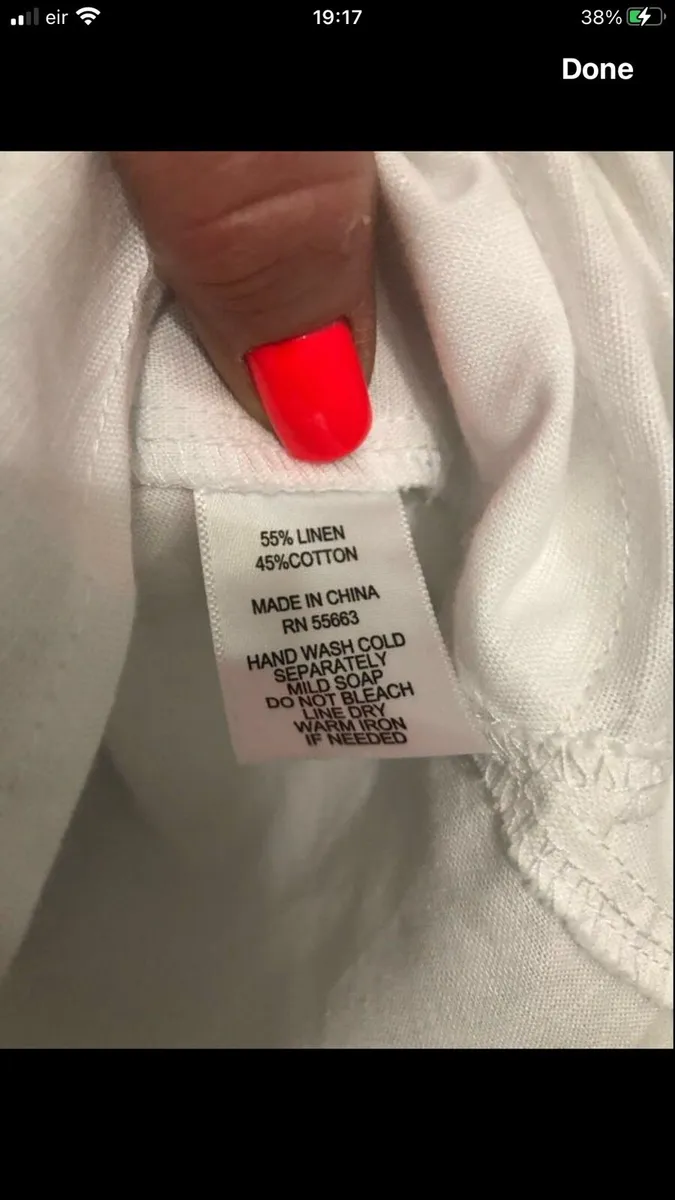 eir 19:17 38%
Done
55% LINEN
45%COTTON
MADE IN CHINA
RN 55663
HAND WASH COLD
SEPARATELY
MILD SOAP
DO NOT BLEACH
LINE DRY
WARM IRON
IF NEEDED